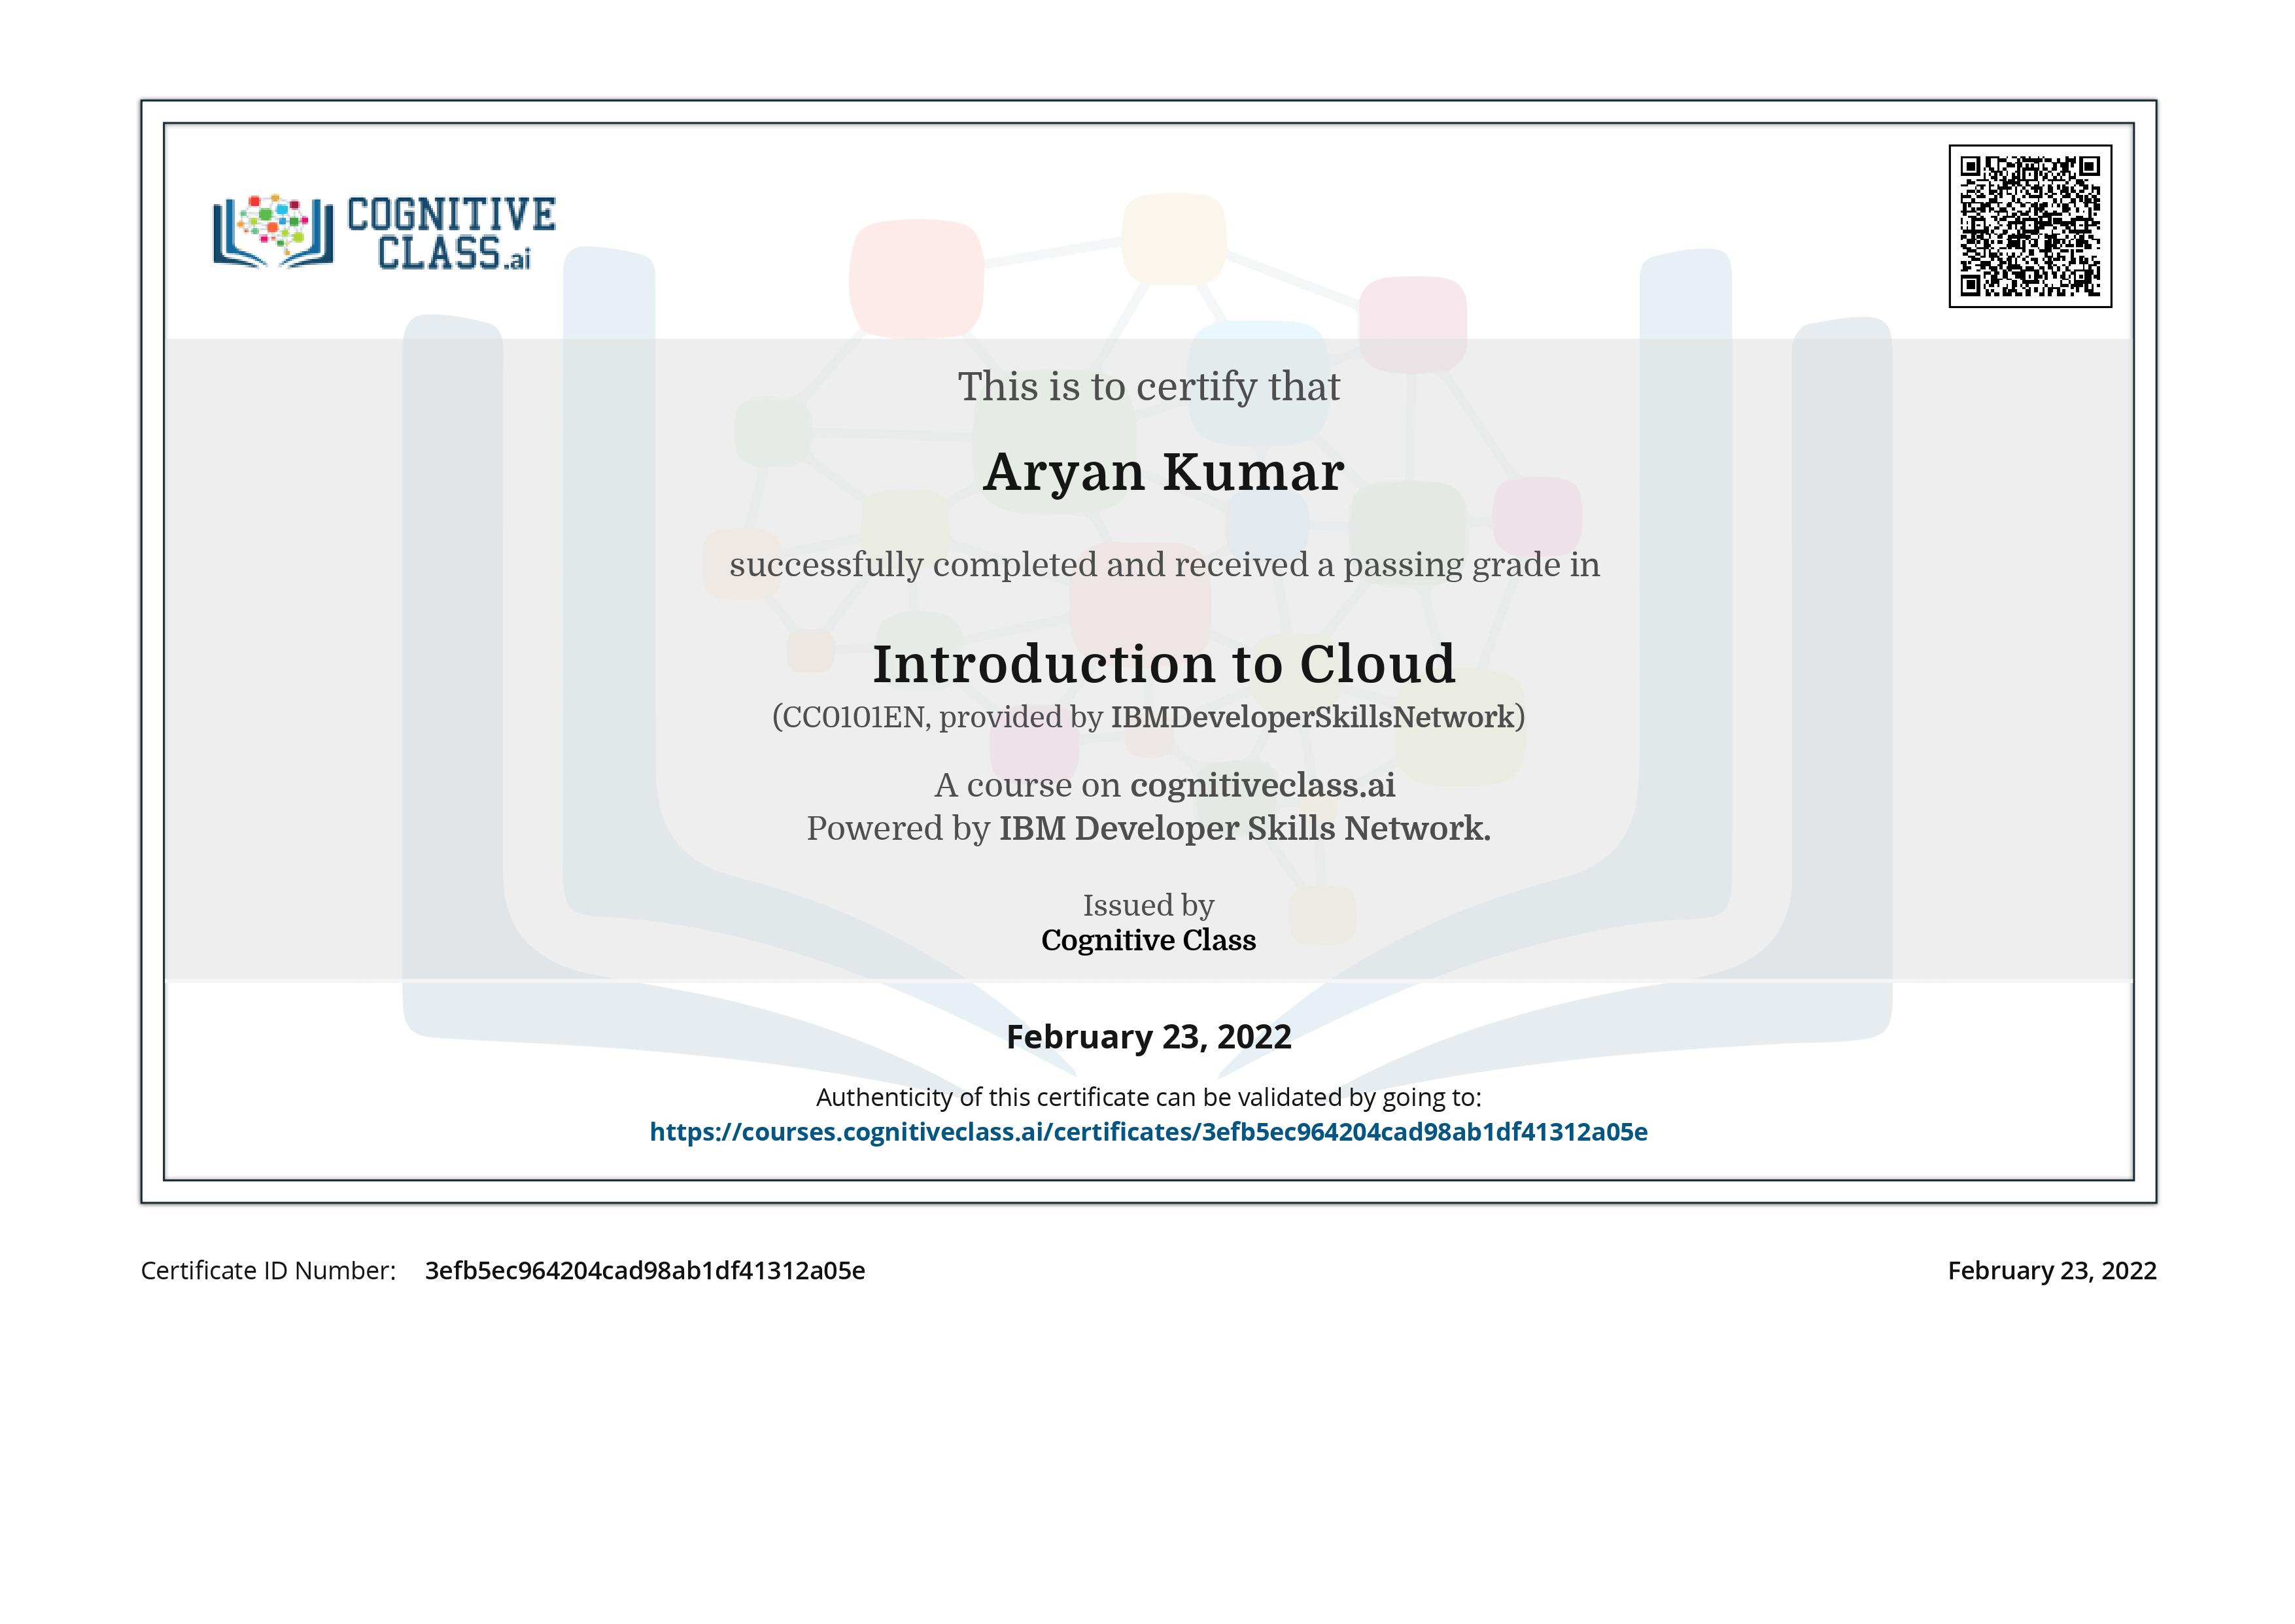 COGNITIVE
CLASS.ai
This is to certify that
Aryan Kumar
successfully completed and received a passing grade in
Introduction to Cloud
(CC0101EN, provided by IBMDeveloperSkillsNetwork)
A course on cognitiveclass.ai
Powered by IBM Developer Skills Network.
Issued by
Cognitive Class
February 23, 2022
Authenticity of this certificate can be validated by going to:
https://courses.cognitiveclass.ai/certificates/3efb5ec964204cad98ab1df41312a05e
Certificate ID Number: 3efb5ec964204cad98ab1df41312a05e
February 23, 2022